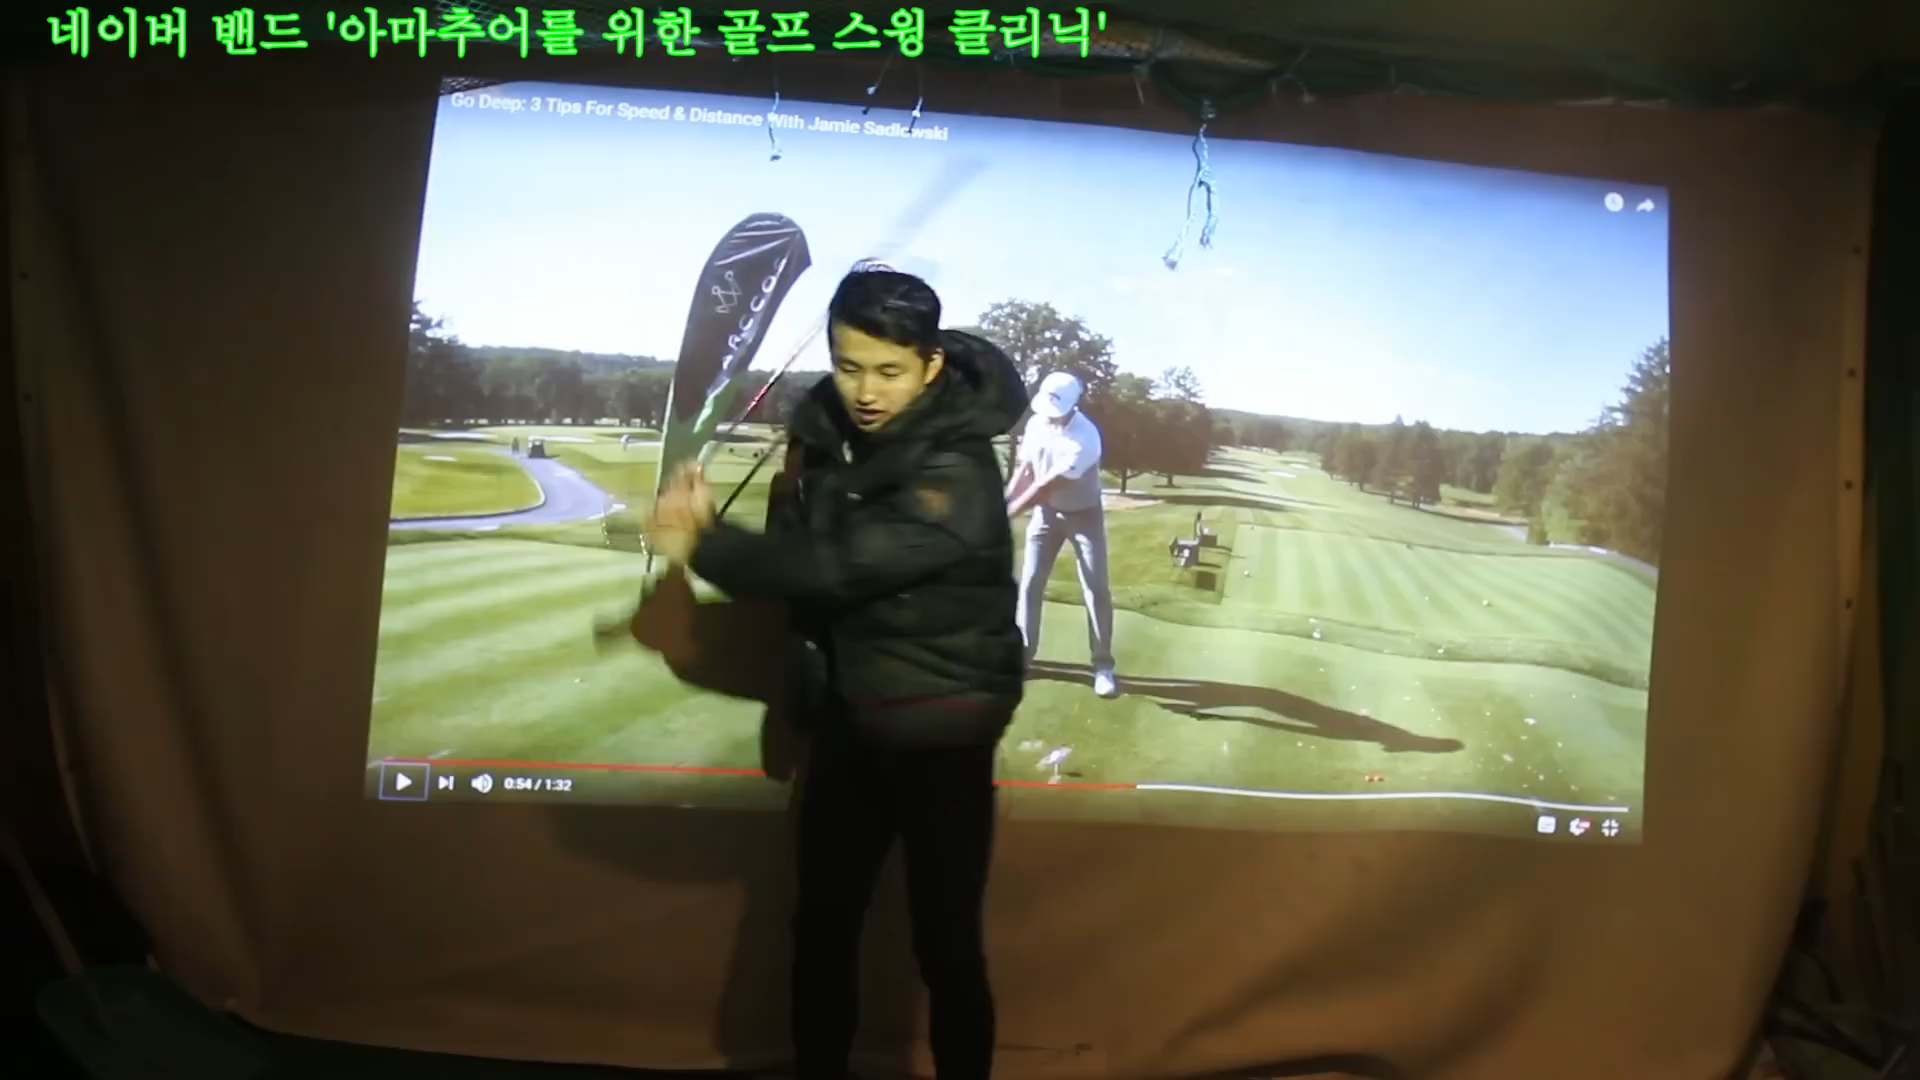 네이버 밴드 '아마추어를 위한 골프 스윙 클리닉'
Go Deep: 3 Tips For Speed & Distance With Jamie Sadlowski
ARCCOS
0:54 / 1:32